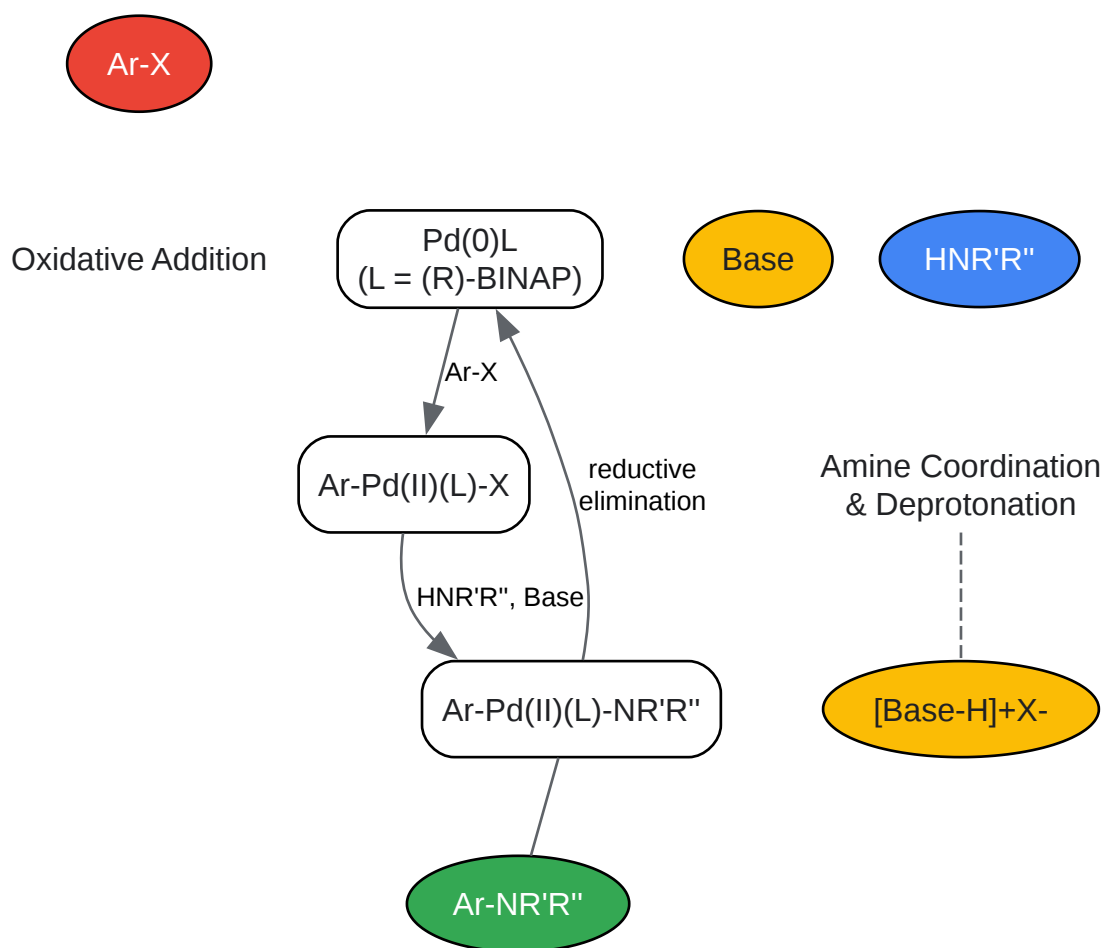 Ar-X
Oxidative Addition
Pd(0)L
(L = (R)-BINAP)
Base
HNR'R"
Ar-X
Ar-Pd(II)(L)-X
reductive
elimination
Amine Coordination
& Deprotonation
HNR'R", Base
Ar-Pd(II)(L)-NR'R"
[Base-H]+X-
Ar-NR'R"